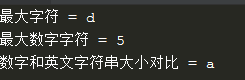 最大字符 = d
最大数字字符 = 5
数字和英文字符串大小对比 = a